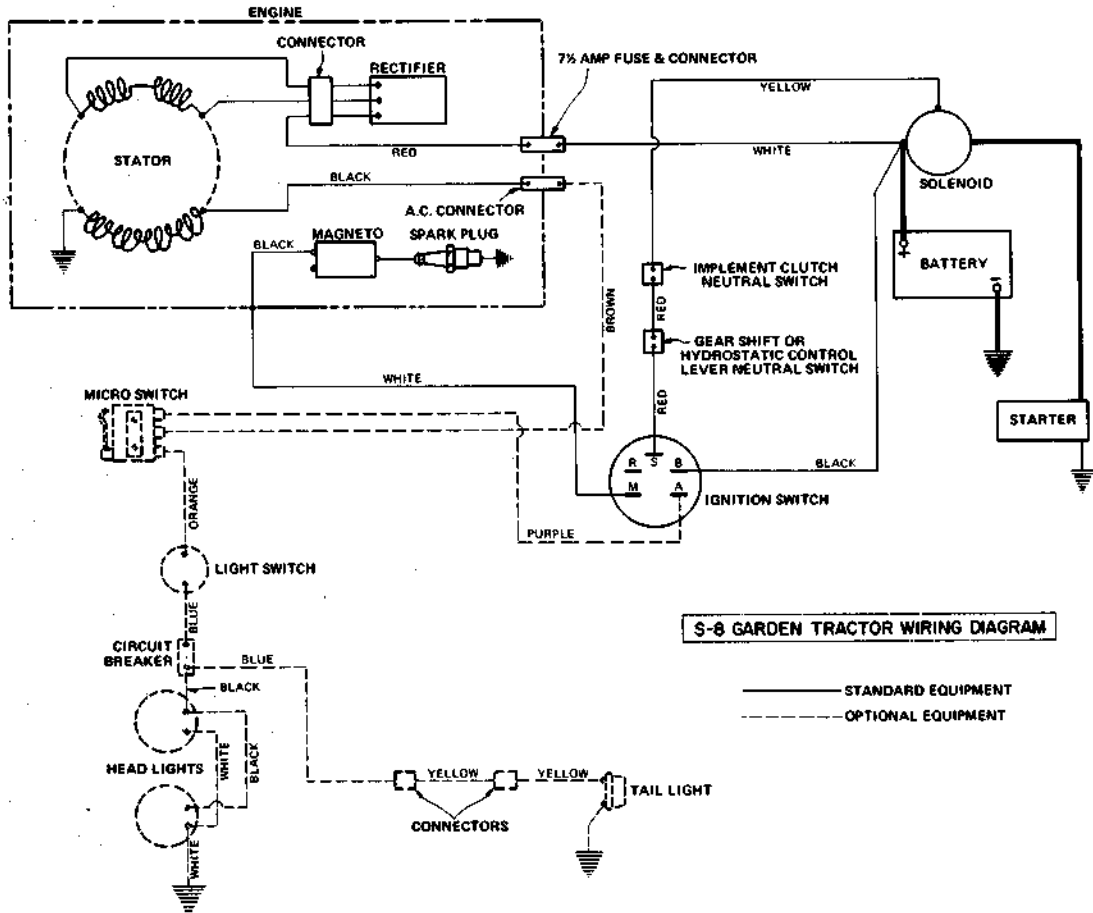 ENGINE
CONNECTOR
RECTIFIER
7½ AMP FUSE & CONNECTOR
YELLOW
STATOR
RED
WHITE
SOLENOID
BLACK
A.C. CONNECTOR
BLACK
MAGNETO
SPARK PLUG
BROWN
IMPLEMENT CLUTCH
NEUTRAL SWITCH
RED
+
BATTERY
-
GEAR SHIFT OR
HYDROSTATIC CONTROL
LEVER NEUTRAL SWITCH
RED
WHITE
MICRO SWITCH
STARTER
R
S
B
M
A
BLACK
IGNITION SWITCH
ORANGE
PURPLE
LIGHT SWITCH
BLUE
S-8 GARDEN TRACTOR WIRING DIAGRAM
CIRCUIT
BREAKER
BLUE
BLACK
STANDARD EQUIPMENT
OPTIONAL EQUIPMENT
HEAD LIGHTS
WHITE
BLACK
YELLOW
YELLOW
TAIL LIGHT
CONNECTORS
WHITE